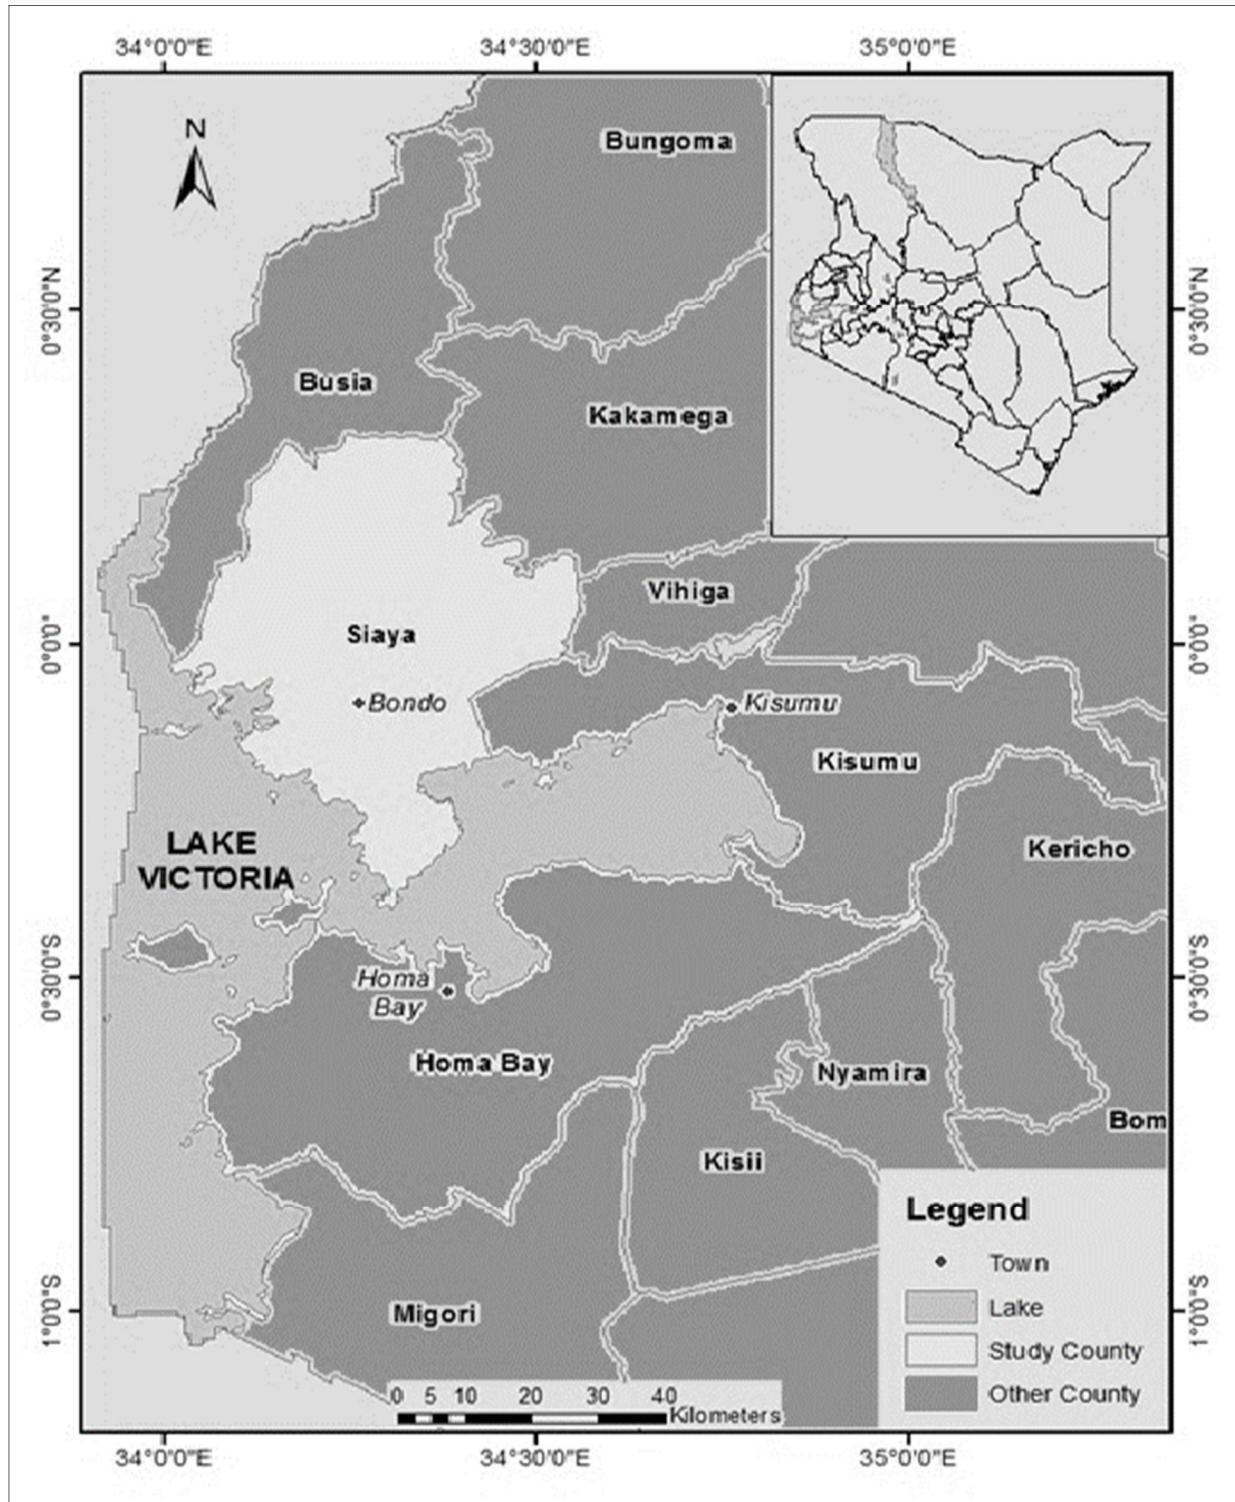 34°0'0"E 34°30'0"E 35°0'0"E
N
Bungoma
0°30'0"N
0°30'0"N
Busia
Kakamega
Vihiga
Siaya
0°0'0"
0°0'0"
Bondo
Kisumu
Kisumu
LAKE
VICTORIA
Kericho
0°30'0"S
0°30'0"S
Homa
Bay
Homa Bay
Nyamira
Bom
Kisii
Legend
Town
Lake
Study County
Other County
Migori
1°0'0"S
1°0'0"S
0 5 10 20 30 40
Kilometers
34°0'0"E 34°30'0"E 35°0'0"E